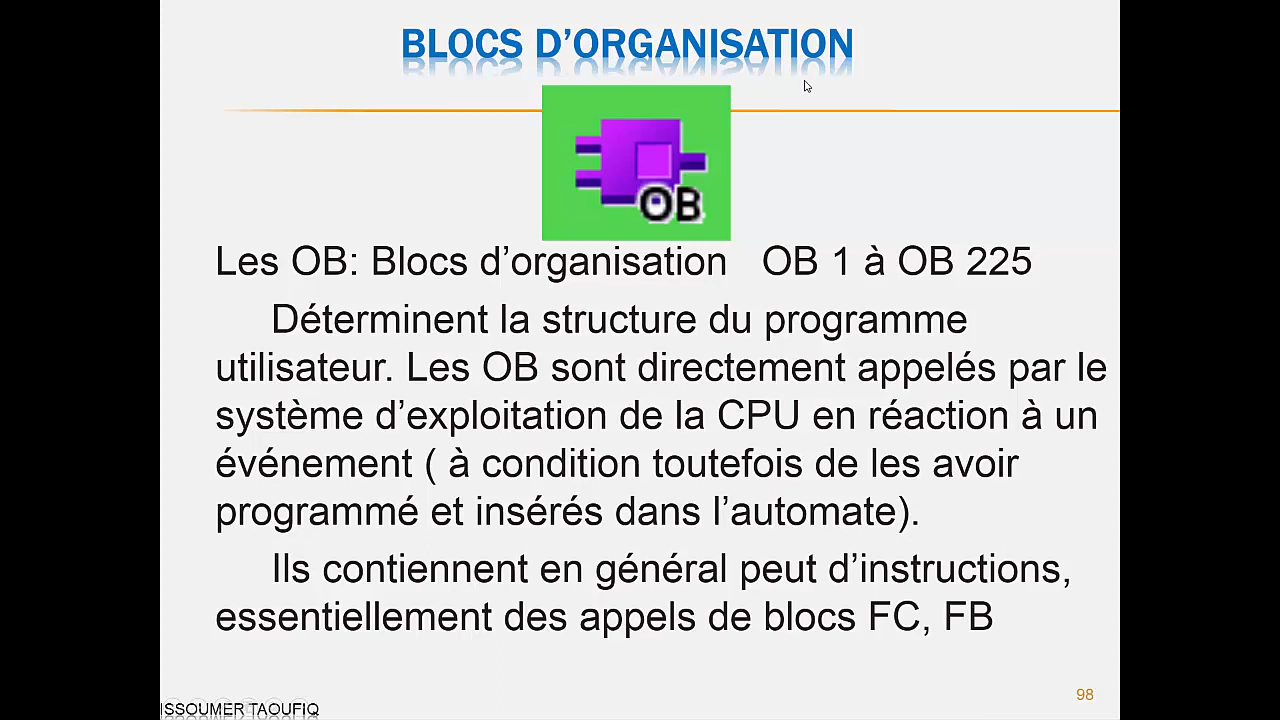 BLOCS D’ORGANISATION
OB
Les OB: Blocs d’organisation OB 1 à OB 225
Déterminent la structure du programme
utilisateur. Les OB sont directement appelés par le
système d’exploitation de la CPU en réaction à un
événement ( à condition toutefois de les avoir
programmé et insérés dans l’automate).
Ils contiennent en général peut d’instructions,
essentiellement des appels de blocs FC, FB
98
ISSOUMER TAOUFIQ